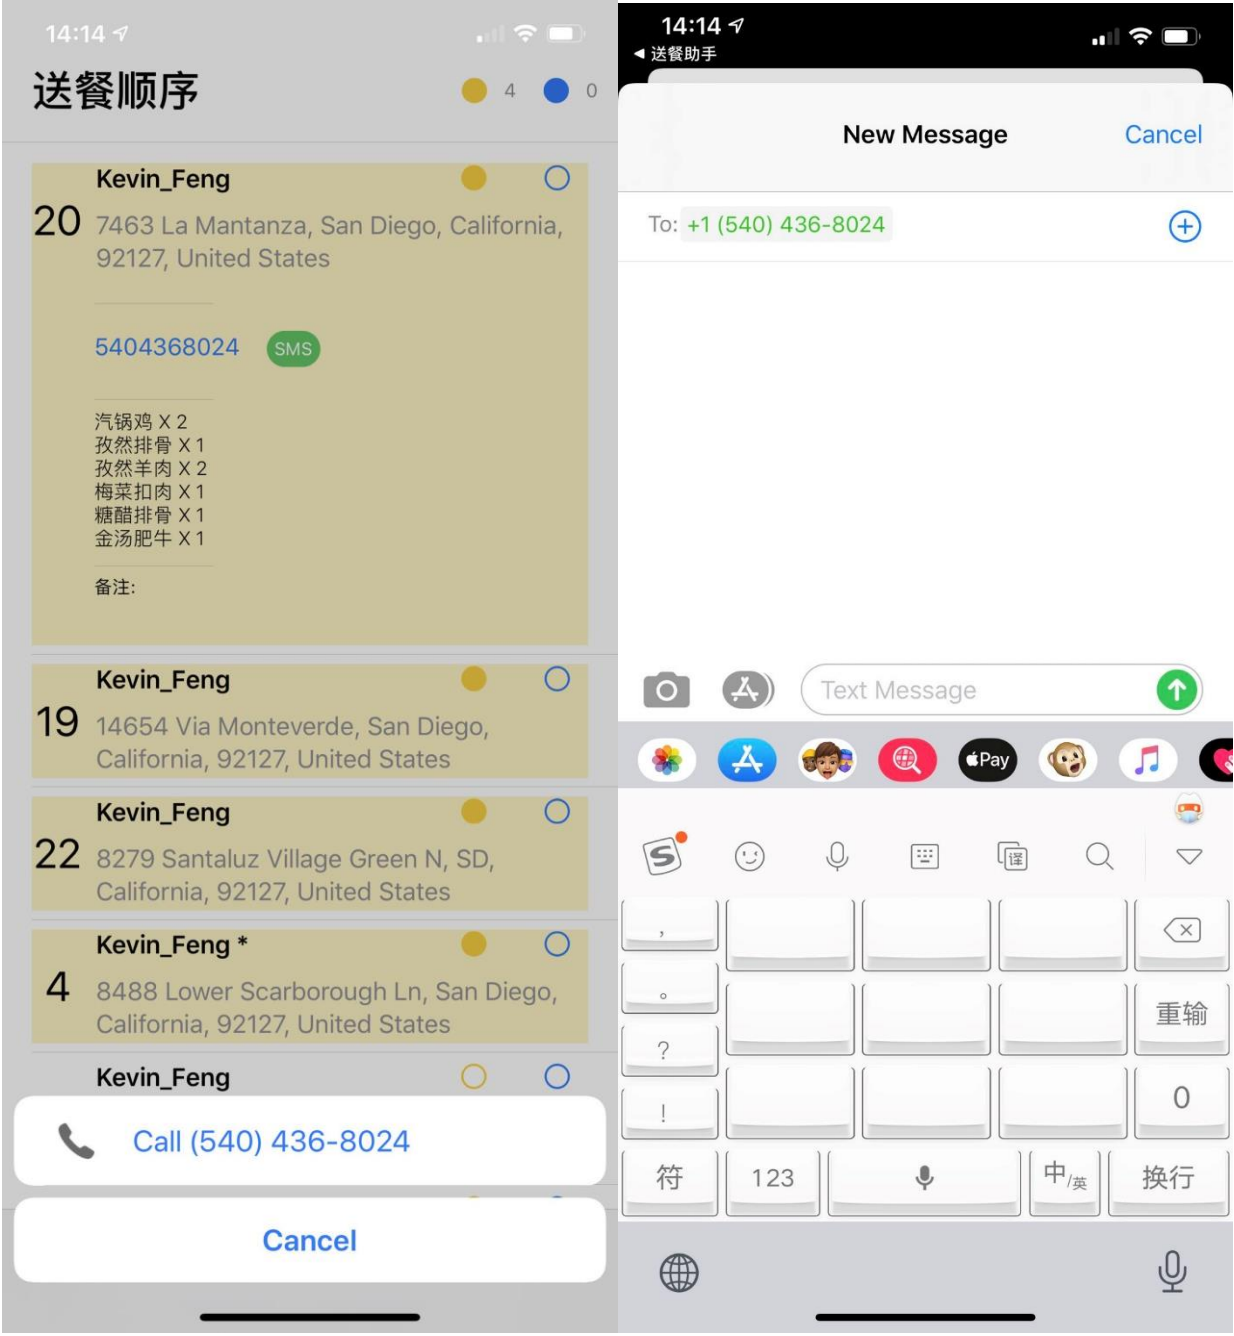 14:14
送餐顺序
4
0
Kevin_Feng
20
7463 La Mantanza, San Diego, California,
92127, United States
5404368024
SMS
汽锅鸡 X 2
孜然排骨 X 1
孜然羊肉 X 2
梅菜扣肉 X 1
糖醋排骨 X 1
金汤肥牛 X 1
备注:
Kevin_Feng
19
14654 Via Monteverde, San Diego,
California, 92127, United States
Kevin_Feng
22
8279 Santaluz Village Green N, SD,
California, 92127, United States
Kevin_Feng *
4
8488 Lower Scarborough Ln, San Diego,
California, 92127, United States
Kevin_Feng
Call (540) 436-8024
Cancel
14:14
送餐助手
New Message
Cancel
To: +1 (540) 436-8024
Text Message
Pay
S
译
,
。
?
!
重输
0
符
123
中/英
换行